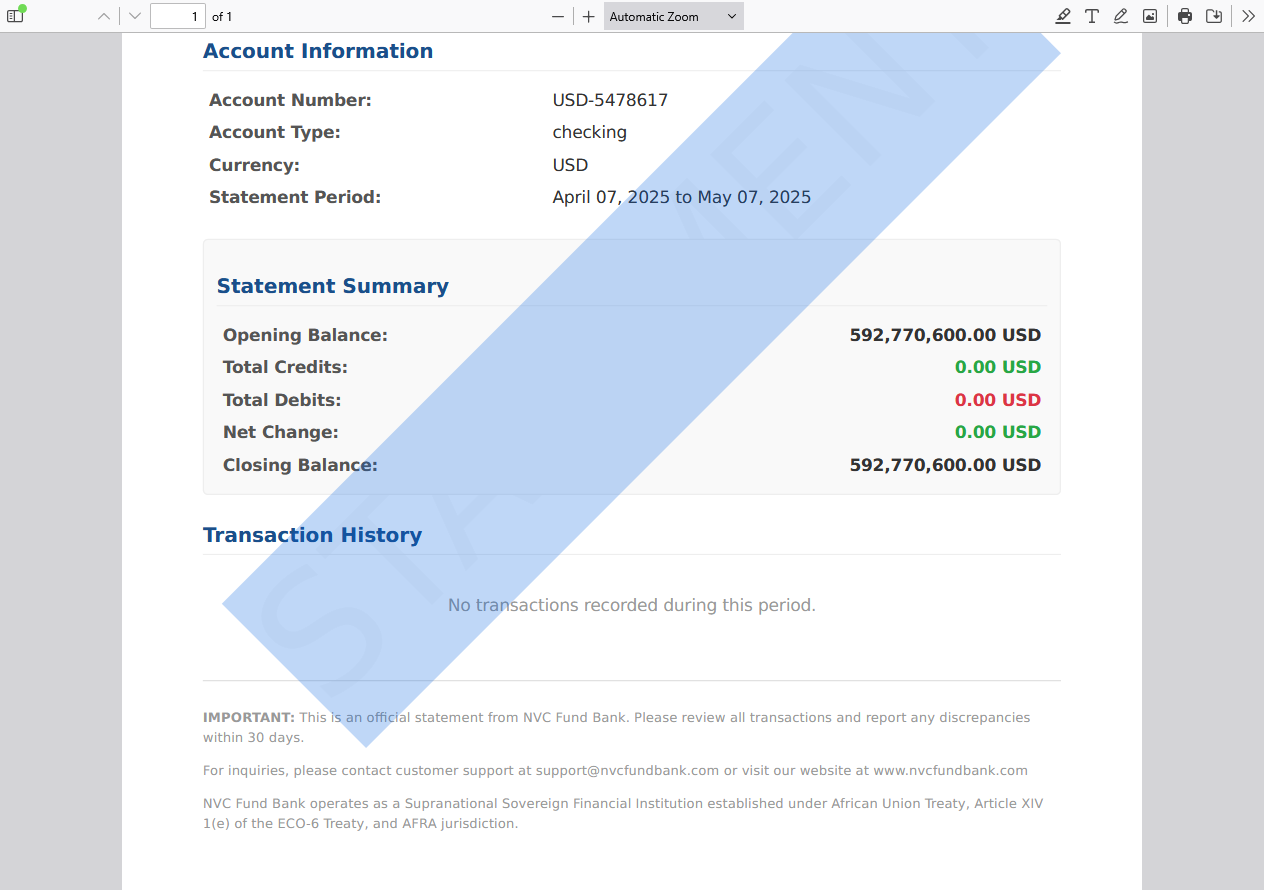 1 of 1
Automatic Zoom
Account Information
Account Number: USD-5478617
Account Type: checking
Currency: USD
Statement Period: April 07, 2025 to May 07, 2025
Statement Summary
Opening Balance: 592,770,600.00 USD
Total Credits: 0.00 USD
Total Debits: 0.00 USD
Net Change: 0.00 USD
Closing Balance: 592,770,600.00 USD
Transaction History
No transactions recorded during this period.
IMPORTANT: This is an official statement from NVC Fund Bank. Please review all transactions and report any discrepancies
within 30 days.
For inquiries, please contact customer support at support@nvcfundbank.com or visit our website at www.nvcfundbank.com
NVC Fund Bank operates as a Supranational Sovereign Financial Institution established under African Union Treaty, Article XIV
1(e) of the ECO-6 Treaty, and AFRA jurisdiction.